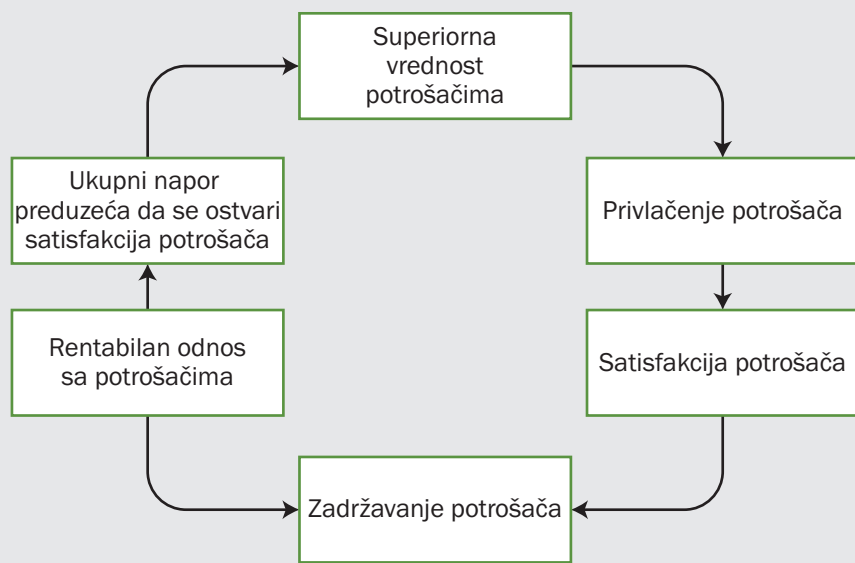 Superiorna
vrednost
potrošačima
Ukupni napor
preduzeća da se ostvari
satisfakcija potrošača
Privlačenje potrošača
Rentabilan odnos
sa potrošačima
Satisfakcija potrošača
Zadržavanje potrošača